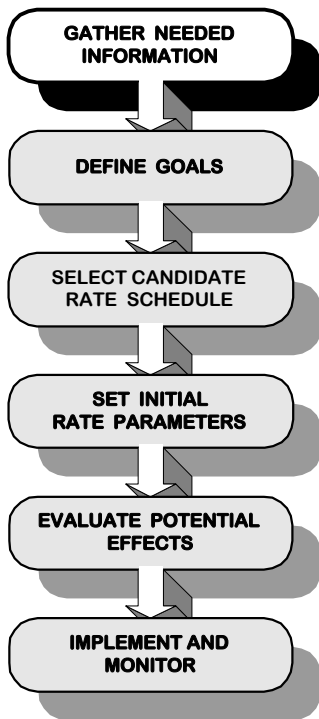 GATHER NEEDED
INFORMATION
DEFINE GOALS
SELECT CANDIDATE
RATE SCHEDULE
SET INITIAL
RATE PARAMETERS
EVALUATE POTENTIAL
EFFECTS
IMPLEMENT AND
MONITOR